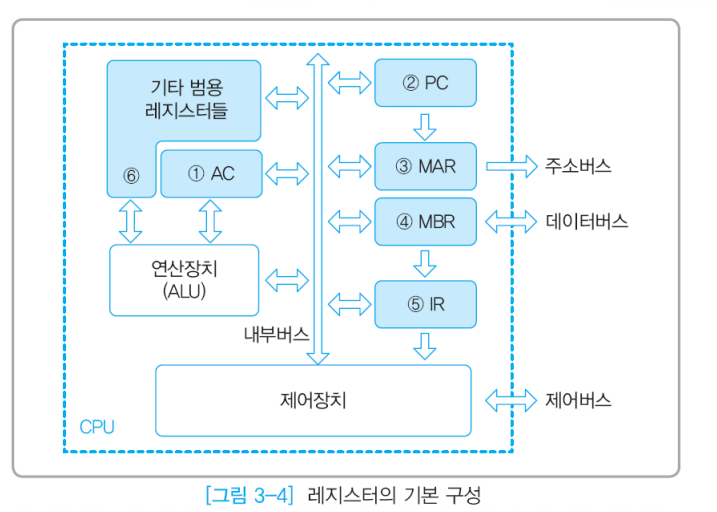 기타 범용
레지스터들
⑥
① AC
② PC
③ MAR
주소버스
④ MBR
데이터버스
연산장치
(ALU)
⑤ IR
내부버스
제어장치
제어버스
CPU
[그림 3-4] 레지스터의 기본 구성